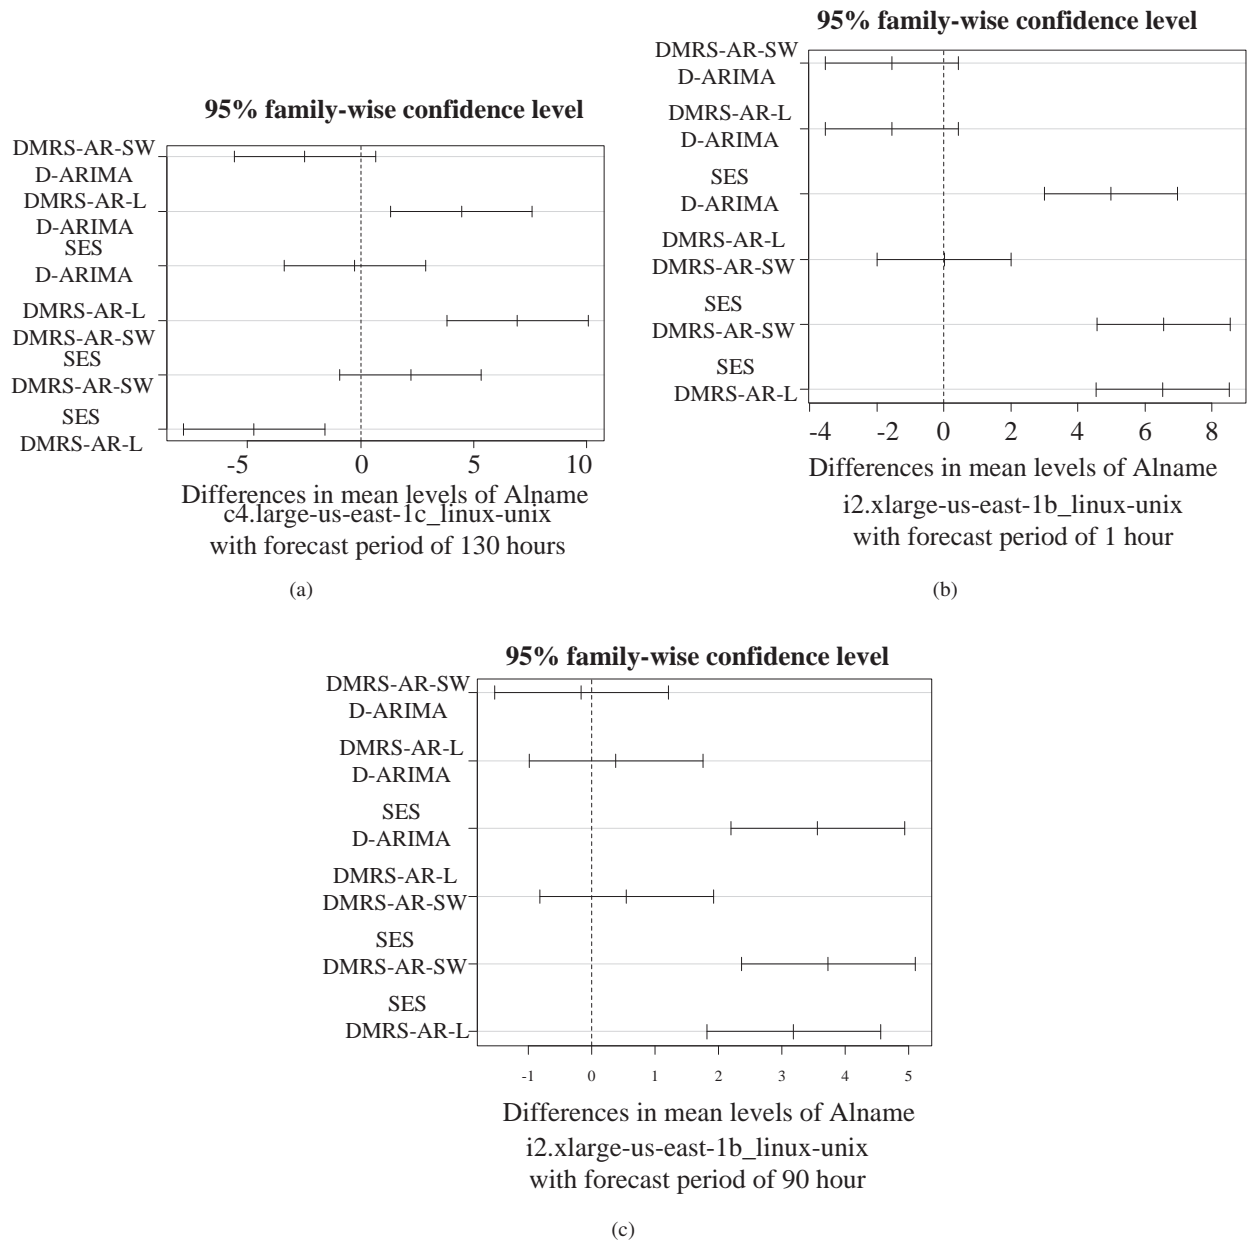 95% family-wise confidence level
DMRS-AR-SW
D-ARIMA
DMRS-AR-L
D-ARIMA
SES
D-ARIMA
DMRS-AR-L
DMRS-AR-SW
SES
DMRS-AR-SW
SES
DMRS-AR-L
-5 0 5 10
Differences in mean levels of Alname
c4.large-us-east-1c_linux-unix
with forecast period of 130 hours
(a)
95% family-wise confidence level
DMRS-AR-SW
D-ARIMA
DMRS-AR-L
D-ARIMA
SES
D-ARIMA
DMRS-AR-L
DMRS-AR-SW
SES
DMRS-AR-SW
SES
DMRS-AR-L
-4 -2 0 2 4 6 8
Differences in mean levels of Alname
i2.xlarge-us-east-1b_linux-unix
with forecast period of 1 hour
(b)
95% family-wise confidence level
DMRS-AR-SW
D-ARIMA
DMRS-AR-L
D-ARIMA
SES
D-ARIMA
DMRS-AR-L
DMRS-AR-SW
SES
DMRS-AR-SW
SES
DMRS-AR-L
-1 0 1 2 3 4 5
Differences in mean levels of Alname
i2.xlarge-us-east-1b_linux-unix
with forecast period of 90 hour
(c)